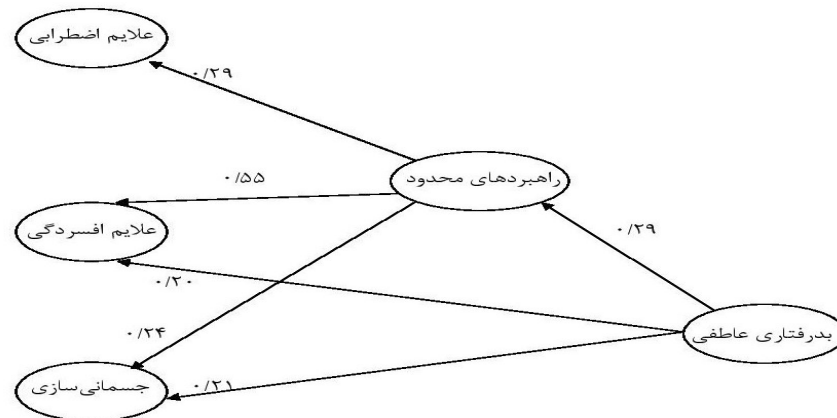 علایم اضطرابی
۰/۲۹
راهبردهای محدود
۰/۵۵
علایم افسردگی
۰/۲۹
۰/۲۰
بدرفتاری عاطفی
۰/۲۴
جسمانی‌سازی
۰/۲۱